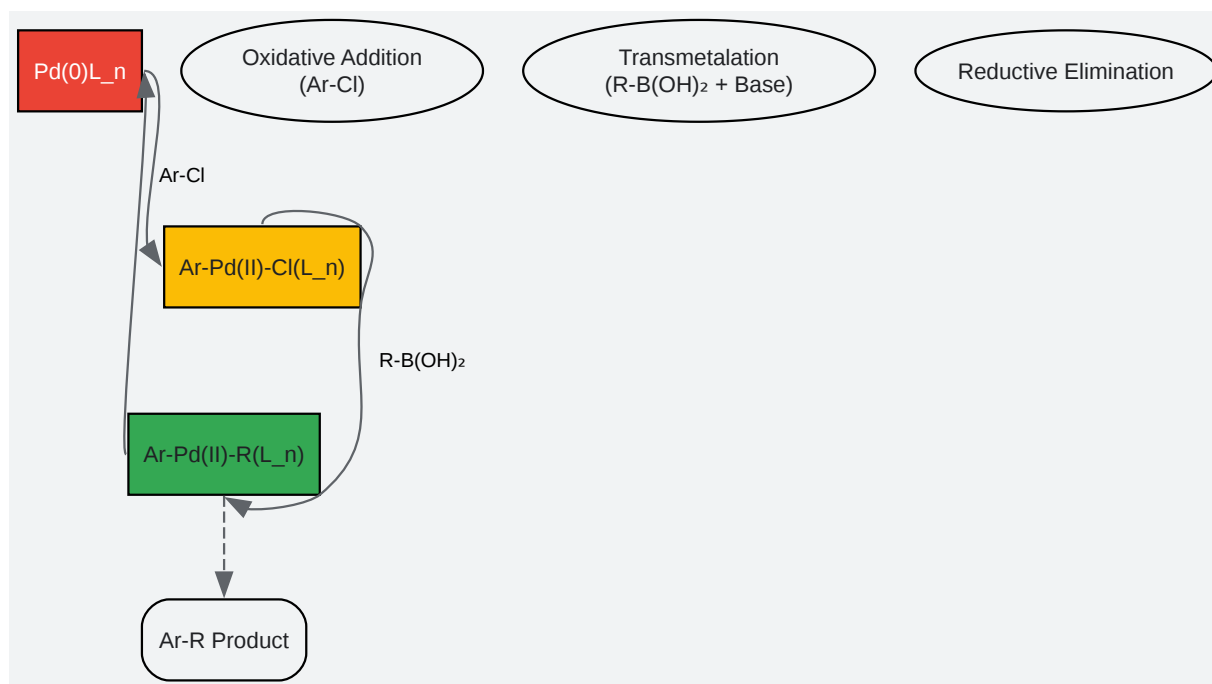 Pd(0)L_n
Oxidative Addition
(Ar-Cl)
Transmetalation
(R-B(OH)₂ + Base)
Reductive Elimination
Ar-Cl
Ar-Pd(II)-Cl(L_n)
R-B(OH)₂
Ar-Pd(II)-R(L_n)
Ar-R Product